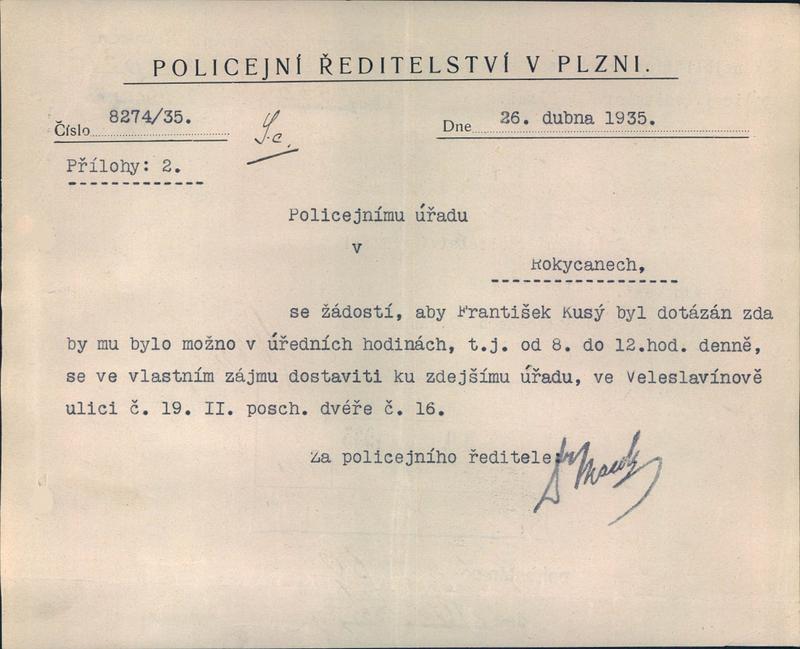 POLICEJNÍ ŘEDITELSTVÍ V PLZNI.
Číslo 8274/35.
Dne 26. dubna 1935.
Přílohy: 2.
Policejnímu úřadu
v
Rokycanech,
se žádostí, aby František Kusý byl dotázán zda
by mu bylo možno v úředních hodinách, t.j. od 8. do 12.hod. denně,
se ve vlastním zájmu dostaviti ku zdejšímu úřadu, ve Veleslavínově
ulici č. 19. II. posch. dvéře č. 16.
Za policejního ředitele: